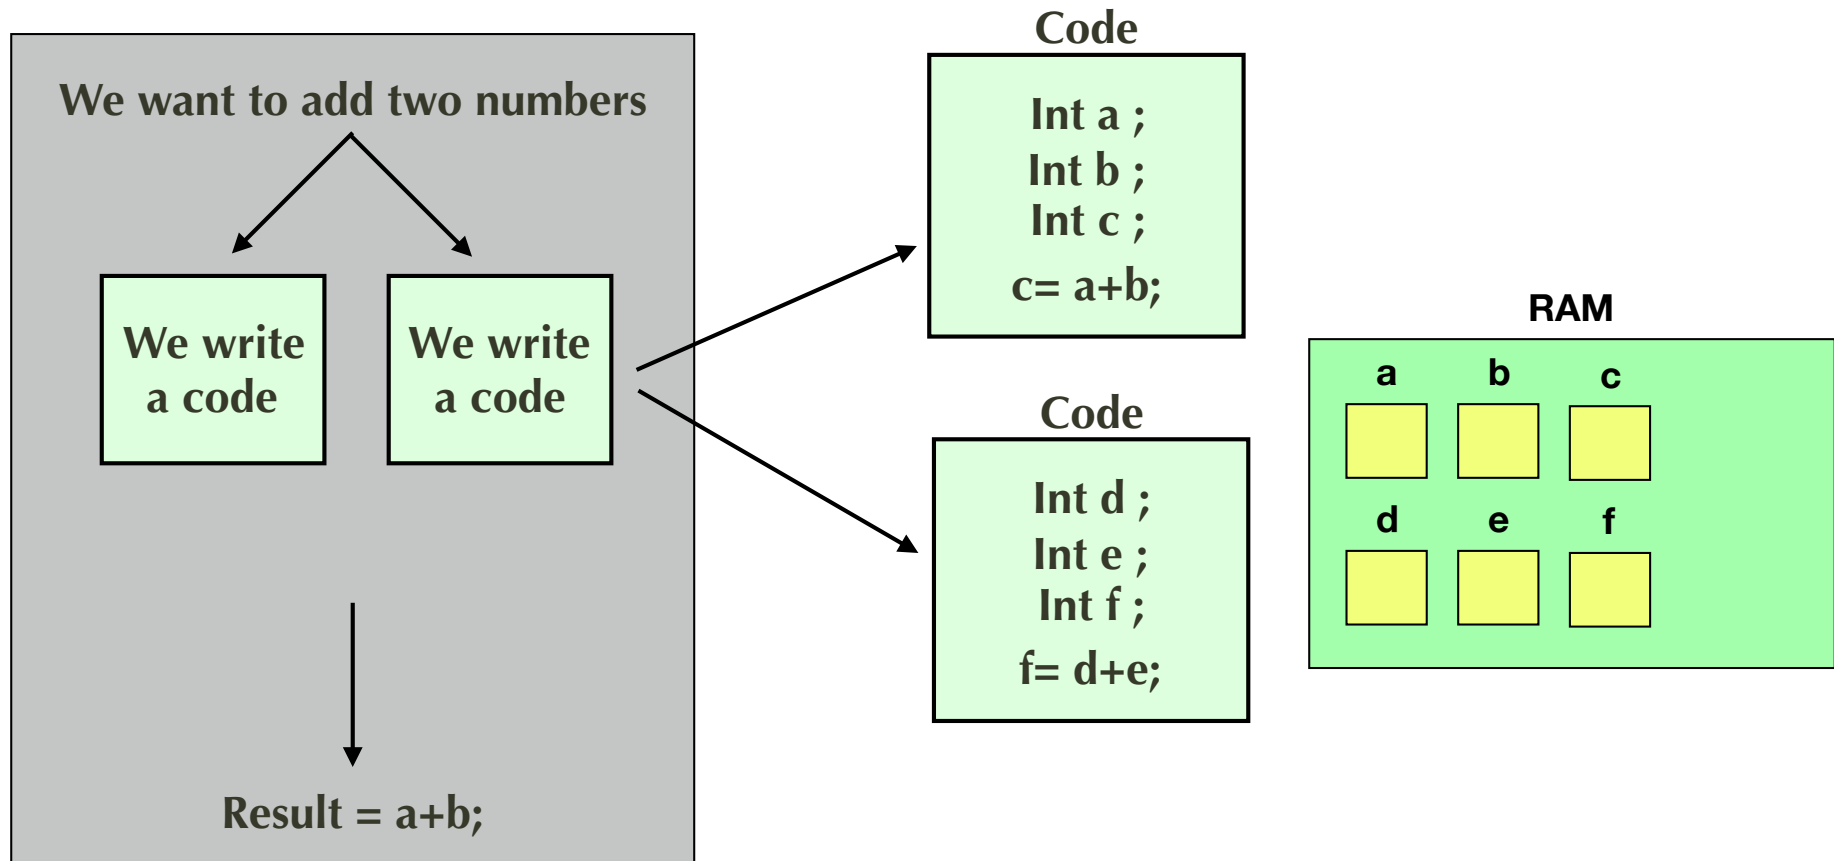 We want to add two numbers
We write
a code
We write
a code
Result = a+b;
Code
Int a ;
Int b ;
Int c ;
c= a+b;
Code
Int d ;
Int e ;
Int f ;
f= d+e;
RAM
a b c
d e f